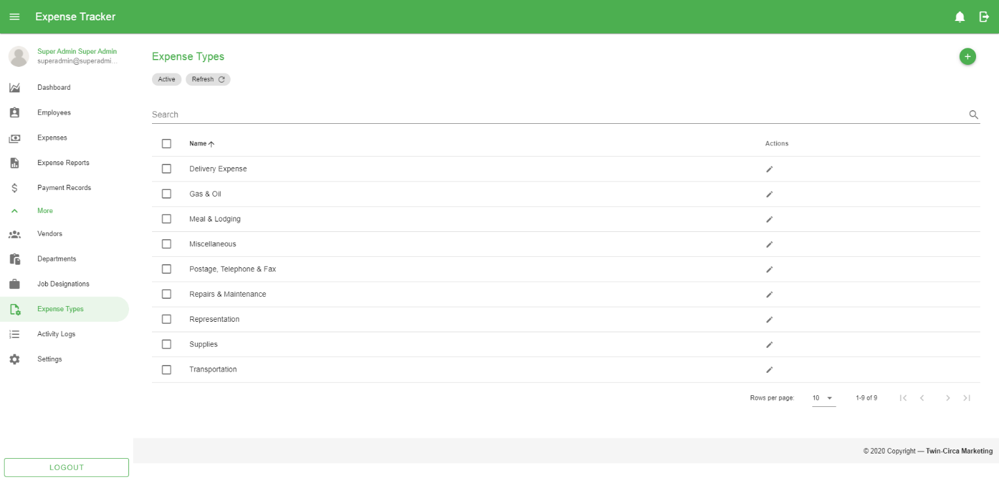 Expense Tracker
Super Admin Super Admin
superadmin@superadmi...
Dashboard
Employees
Expenses
Expense Reports
Payment Records
More
Vendors
Departments
Job Designations
Expense Types
Activity Logs
Settings
LOGOUT
Expense Types
Active Refresh
Search
Name Actions
Delivery Expense
Gas & Oil
Meal & Lodging
Miscellaneous
Postage, Telephone & Fax
Repairs & Maintenance
Representation
Supplies
Transportation
Rows per page: 10 1-9 of 9
© 2020 Copyright — Twin-Circa Marketing